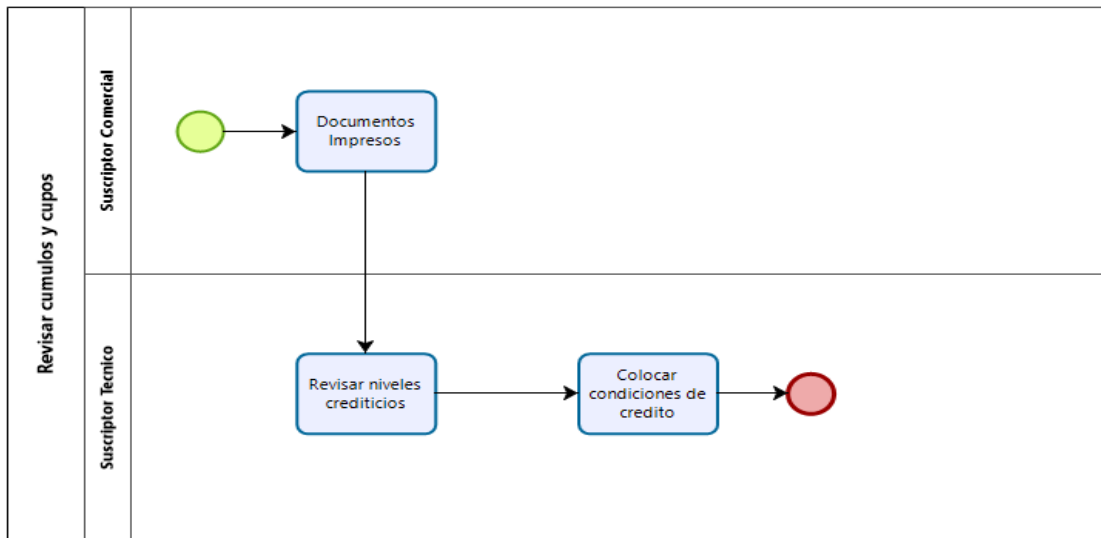 Revisar cumulos y cupos
Suscriptor Comercial
Documentos
Impresos
Suscriptor Tecnico
Revisar niveles
crediticios
Colocar
condiciones de
credito